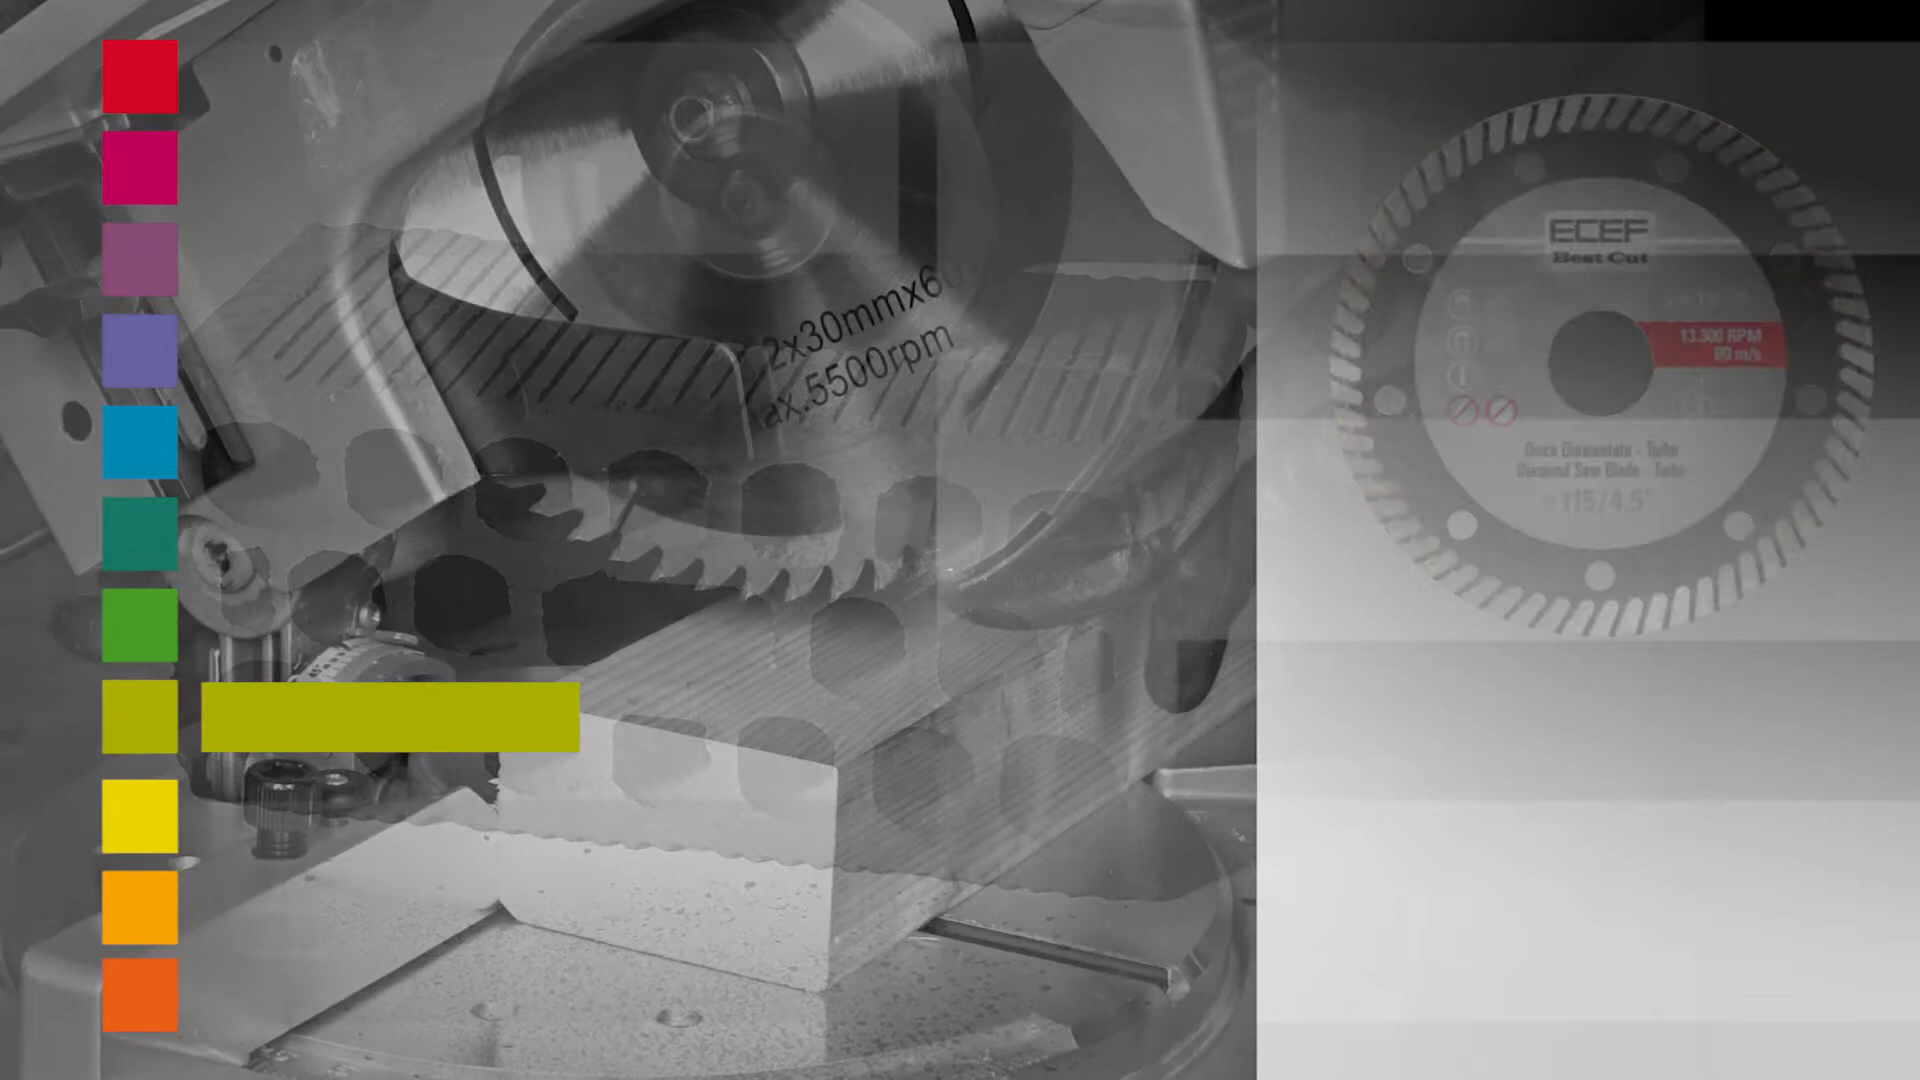 2x30mmx6
ax.5500rpm
ECEF
Best Cut
13.300 RPM
80 m/s
Disco Diamantato - Turbo
Diamond Saw Blade - Turbo
115/4.5"